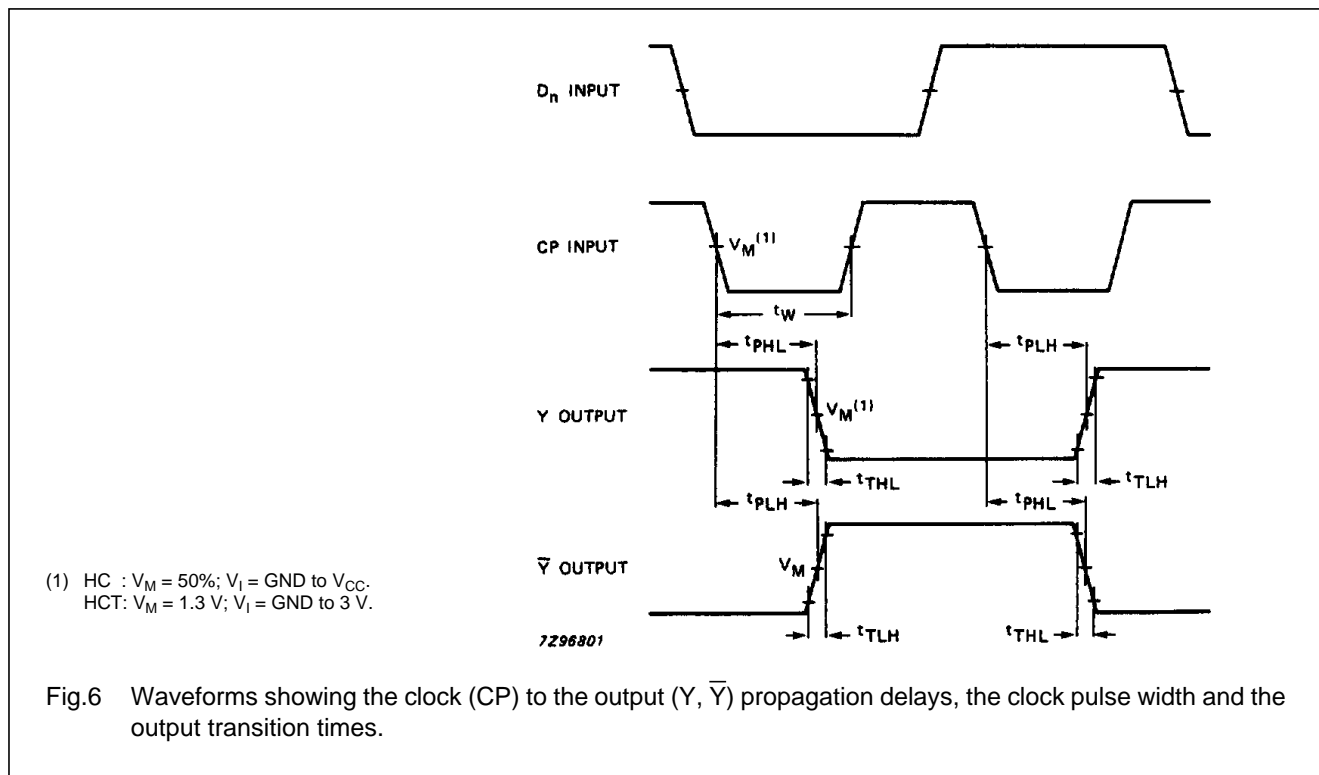 Dn INPUT
CP INPUT
VM(1)
tW
tPHL
tPLH
Y OUTPUT
VM(1)
tTHL
tTLH
tPLH
tPHL
Y̅ OUTPUT
VM
tTLH
tTHL
7Z96801
(1) HC : VM = 50%; VI = GND to VCC.
HCT: VM = 1.3 V; VI = GND to 3 V.
Fig.6 Waveforms showing the clock (CP) to the output (Y, Y̅) propagation delays, the clock pulse width and the
output transition times.